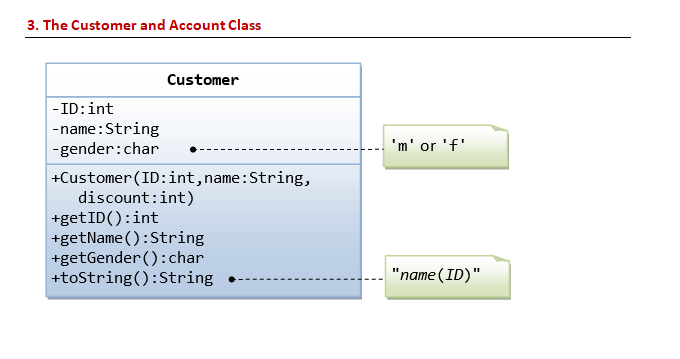 3. The Customer and Account Class
Customer
-ID:int
-name:String
-gender:char
'm' or 'f'
+Customer(ID:int,name:String,
discount:int)
+getID():int
+getName():String
+getGender():char
+toString():String
"name(ID)"